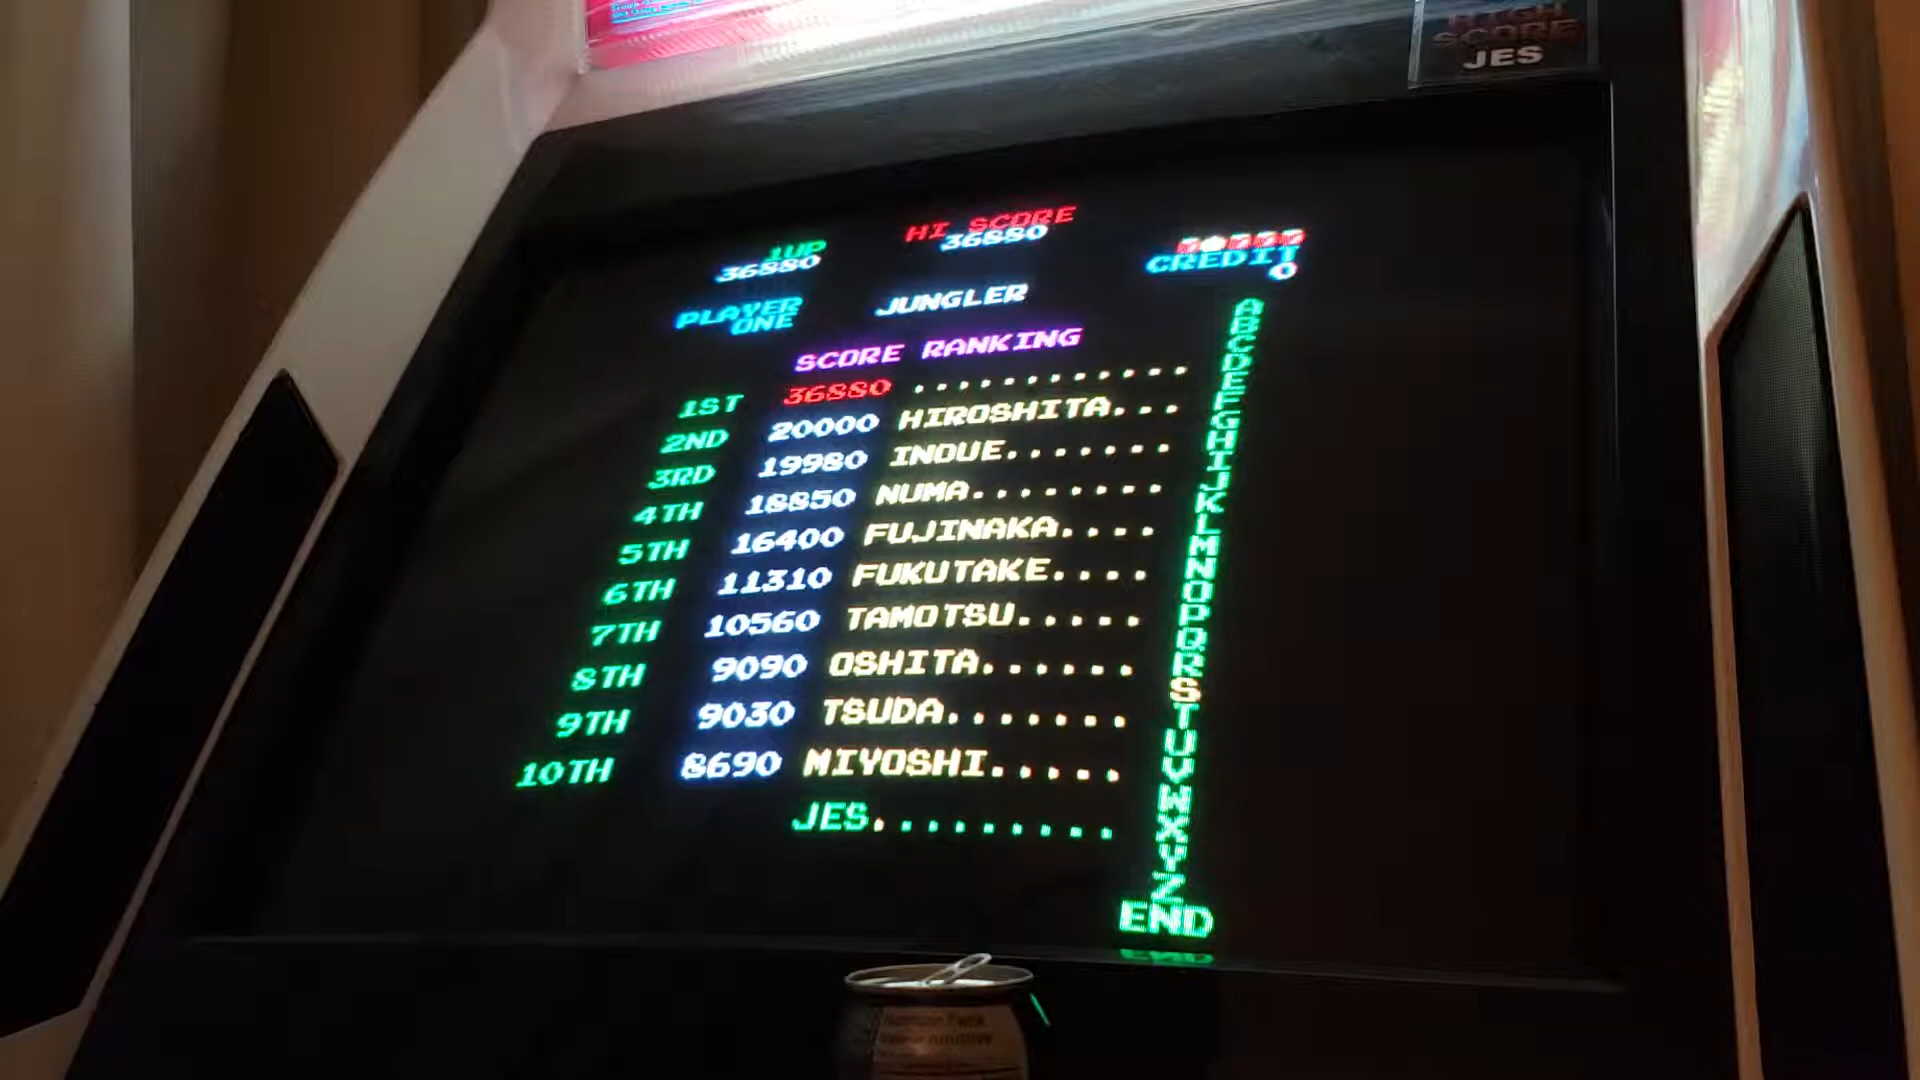 HIGH
SCORE
JES
HI SCORE
36880
1UP
36880
CREDIT
0
PLAYER
ONE
JUNGLER
SCORE RANKING
1ST 36880 ............
2ND 20000 HIROSHITA...
3RD 19980 INOUE.......
4TH 18850 NUMA........
5TH 16400 FUJINAKA....
6TH 11310 FUKUTAKE....
7TH 10560 TAMOTSU.....
8TH 9090 OSHITA......
9TH 9030 TSUDA.......
10TH 8690 MIYOSHI.....
JES.........
A
B
C
D
E
F
G
H
I
J
K
L
M
N
O
P
Q
R
S
T
U
V
W
X
Y
Z
END
Nutrition Facts